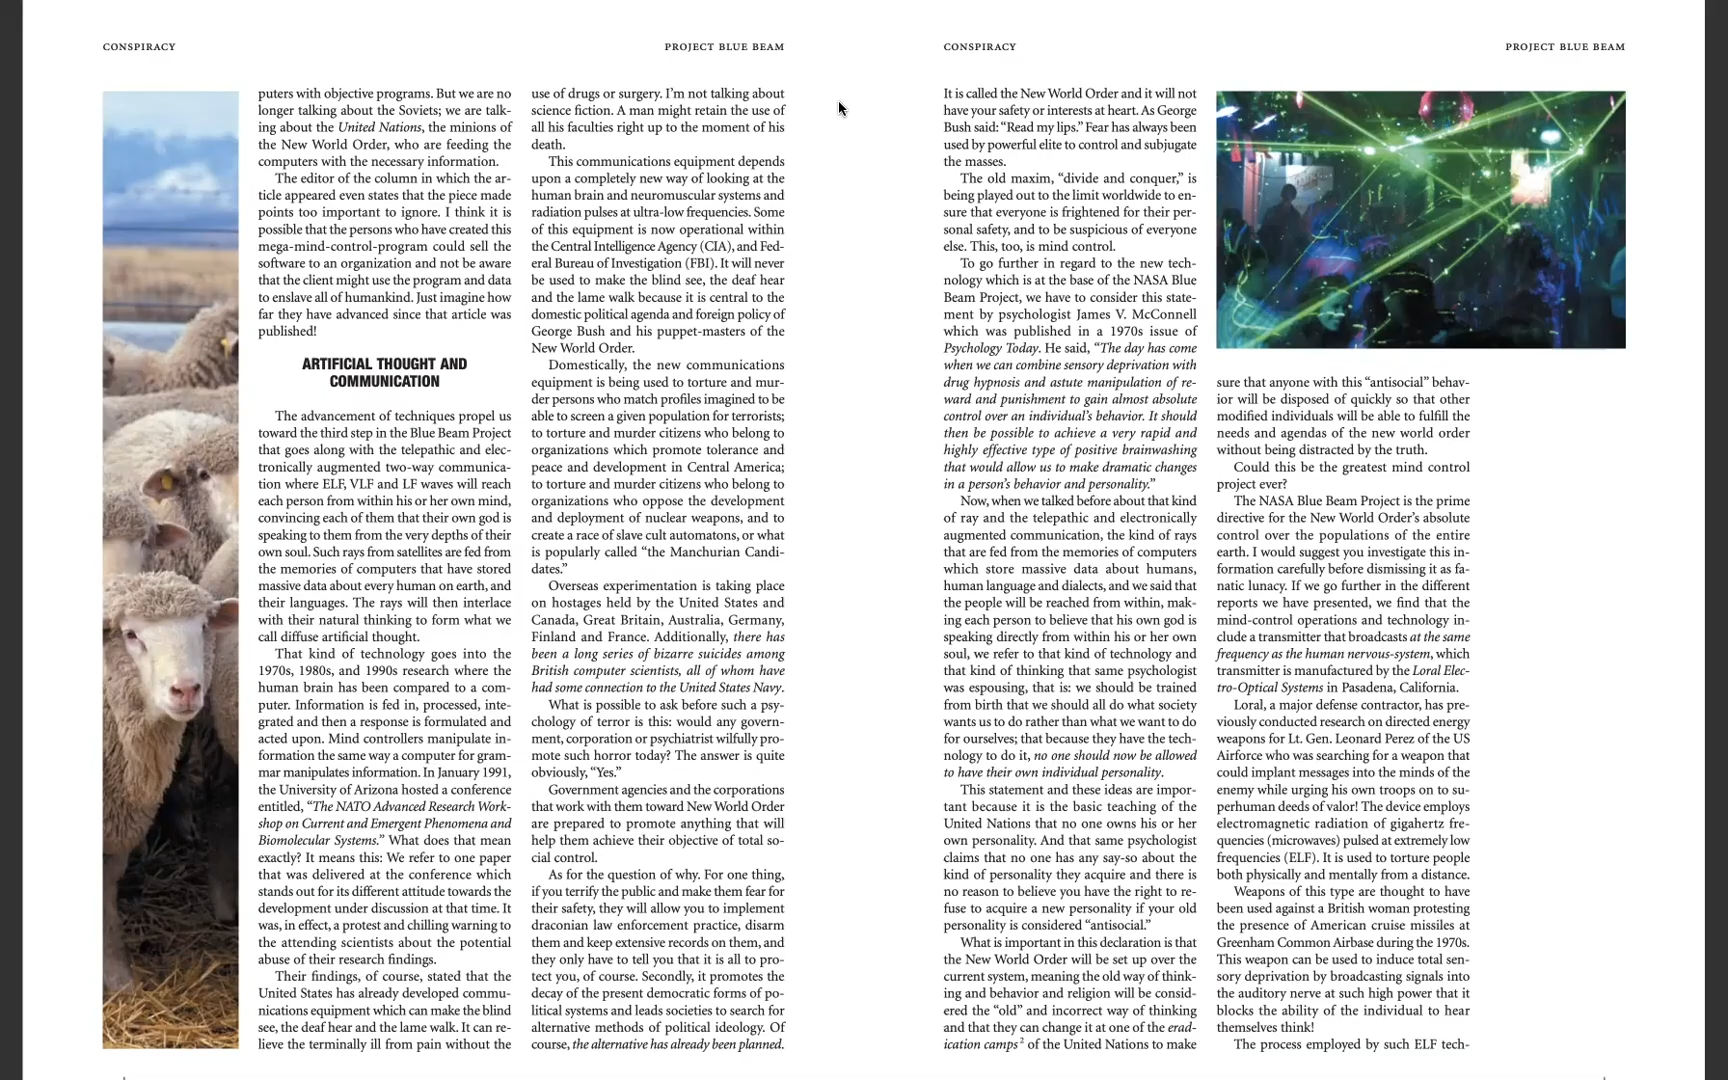 CONSPIRACY
PROJECT BLUE BEAM
puters with objective programs. But we are no
longer talking about the Soviets; we are talk-
ing about the United Nations, the minions of
the New World Order, who are feeding the
computers with the necessary information.
The editor of the column in which the ar-
ticle appeared even states that the piece made
points too important to ignore. I think it is
possible that the persons who have created this
mega-mind-control-program could sell the
software to an organization and not be aware
that the client might use the program and data
to enslave all of humankind. Just imagine how
far they have advanced since that article was
published!
ARTIFICIAL THOUGHT AND
COMMUNICATION
The advancement of techniques propel us
toward the third step in the Blue Beam Project
that goes along with the telepathic and elec-
tronically augmented two-way communica-
tion where ELF, VLF and LF waves will reach
each person from within his or her own mind,
convincing each of them that their own god is
speaking to them from the very depths of their
own soul. Such rays from satellites are fed from
the memories of computers that have stored
massive data about every human on earth, and
their languages. The rays will then interlace
with their natural thinking to form what we
call diffuse artificial thought.
That kind of technology goes into the
1970s, 1980s, and 1990s research where the
human brain has been compared to a com-
puter. Information is fed in, processed, inte-
grated and then a response is formulated and
acted upon. Mind controllers manipulate in-
formation the same way a computer for gram-
mar manipulates information. In January 1991,
the University of Arizona hosted a conference
entitled, “The NATO Advanced Research Work-
shop on Current and Emergent Phenomena and
Biomolecular Systems.” What does that mean
exactly? It means this: We refer to one paper
that was delivered at the conference which
stands out for its different attitude towards the
development under discussion at that time. It
was, in effect, a protest and chilling warning to
the attending scientists about the potential
abuse of their research findings.
Their findings, of course, stated that the
United States has already developed commu-
nications equipment which can make the blind
see, the deaf hear and the lame walk. It can re-
lieve the terminally ill from pain without the
use of drugs or surgery. I’m not talking about
science fiction. A man might retain the use of
all his faculties right up to the moment of his
death.
This communications equipment depends
upon a completely new way of looking at the
human brain and neuromuscular systems and
radiation pulses at ultra-low frequencies. Some
of this equipment is now operational within
the Central Intelligence Agency (CIA), and Fed-
eral Bureau of Investigation (FBI). It will never
be used to make the blind see, the deaf hear
and the lame walk because it is central to the
domestic political agenda and foreign policy of
George Bush and his puppet-masters of the
New World Order.
Domestically, the new communications
equipment is being used to torture and mur-
der persons who match profiles imagined to be
able to screen a given population for terrorists;
to torture and murder citizens who belong to
organizations which promote tolerance and
peace and development in Central America;
to torture and murder citizens who belong to
organizations who oppose the development
and deployment of nuclear weapons, and to
create a race of slave cult automatons, or what
is popularly called “the Manchurian Candi-
dates.”
Overseas experimentation is taking place
on hostages held by the United States and
Canada, Great Britain, Australia, Germany,
Finland and France. Additionally, there has
been a long series of bizarre suicides among
British computer scientists, all of whom have
had some connection to the United States Navy.
What is possible to ask before such a psy-
chology of terror is this: would any govern-
ment, corporation or psychiatrist wilfully pro-
mote such horror today? The answer is quite
obviously, “Yes.”
Government agencies and the corporations
that work with them toward New World Order
are prepared to promote anything that will
help them achieve their objective of total so-
cial control.
As for the question of why. For one thing,
if you terrify the public and make them fear for
their safety, they will allow you to implement
draconian law enforcement practice, disarm
them and keep extensive records on them, and
they only have to tell you that it is all to pro-
tect you, of course. Secondly, it promotes the
decay of the present democratic forms of po-
litical systems and leads societies to search for
alternative methods of political ideology. Of
course, the alternative has already been planned.
CONSPIRACY
PROJECT BLUE BEAM
It is called the New World Order and it will not
have your safety or interests at heart. As George
Bush said: “Read my lips.” Fear has always been
used by powerful elite to control and subjugate
the masses.
The old maxim, “divide and conquer,” is
being played out to the limit worldwide to en-
sure that everyone is frightened for their per-
sonal safety, and to be suspicious of everyone
else. This, too, is mind control.
To go further in regard to the new tech-
nology which is at the base of the NASA Blue
Beam Project, we have to consider this state-
ment by psychologist James V. McConnell
which was published in a 1970s issue of
Psychology Today. He said, “The day has come
when we can combine sensory deprivation with
drug hypnosis and astute manipulation of re-
ward and punishment to gain almost absolute
control over an individual’s behavior. It should
then be possible to achieve a very rapid and
highly effective type of positive brainwashing
that would allow us to make dramatic changes
in a person’s behavior and personality.”
Now, when we talked before about that kind
of ray and the telepathic and electronically
augmented communication, the kind of rays
that are fed from the memories of computers
which store massive data about humans,
human language and dialects, and we said that
the people will be reached from within, mak-
ing each person to believe that his own god is
speaking directly from within his or her own
soul, we refer to that kind of technology and
that kind of thinking that same psychologist
was espousing, that is: we should be trained
from birth that we should all do what society
wants us to do rather than what we want to do
for ourselves; that because they have the tech-
nology to do it, no one should now be allowed
to have their own individual personality.
This statement and these ideas are impor-
tant because it is the basic teaching of the
United Nations that no one owns his or her
own personality. And that same psychologist
claims that no one has any say-so about the
kind of personality they acquire and there is
no reason to believe you have the right to re-
fuse to acquire a new personality if your old
personality is considered “antisocial.”
What is important in this declaration is that
the New World Order will be set up over the
current system, meaning the old way of think-
ing and behavior and religion will be consid-
ered the “old” and incorrect way of thinking
and that they can change it at one of the erad-
ication camps² of the United Nations to make
sure that anyone with this “antisocial” behav-
ior will be disposed of quickly so that other
modified individuals will be able to fulfill the
needs and agendas of the new world order
without being distracted by the truth.
Could this be the greatest mind control
project ever?
The NASA Blue Beam Project is the prime
directive for the New World Order’s absolute
control over the populations of the entire
earth. I would suggest you investigate this in-
formation carefully before dismissing it as fa-
natic lunacy. If we go further in the different
reports we have presented, we find that the
mind-control operations and technology in-
clude a transmitter that broadcasts at the same
frequency as the human nervous-system, which
transmitter is manufactured by the Loral Elec-
tro-Optical Systems in Pasadena, California.
Loral, a major defense contractor, has pre-
viously conducted research on directed energy
weapons for Lt. Gen. Leonard Perez of the US
Airforce who was searching for a weapon that
could implant messages into the minds of the
enemy while urging his own troops on to su-
perhuman deeds of valor! The device employs
electromagnetic radiation of gigahertz fre-
quencies (microwaves) pulsed at extremely low
frequencies (ELF). It is used to torture people
both physically and mentally from a distance.
Weapons of this type are thought to have
been used against a British woman protesting
the presence of American cruise missiles at
Greenham Common Airbase during the 1970s.
This weapon can be used to induce total sen-
sory deprivation by broadcasting signals into
the auditory nerve at such high power that it
blocks the ability of the individual to hear
themselves think!
The process employed by such ELF tech-